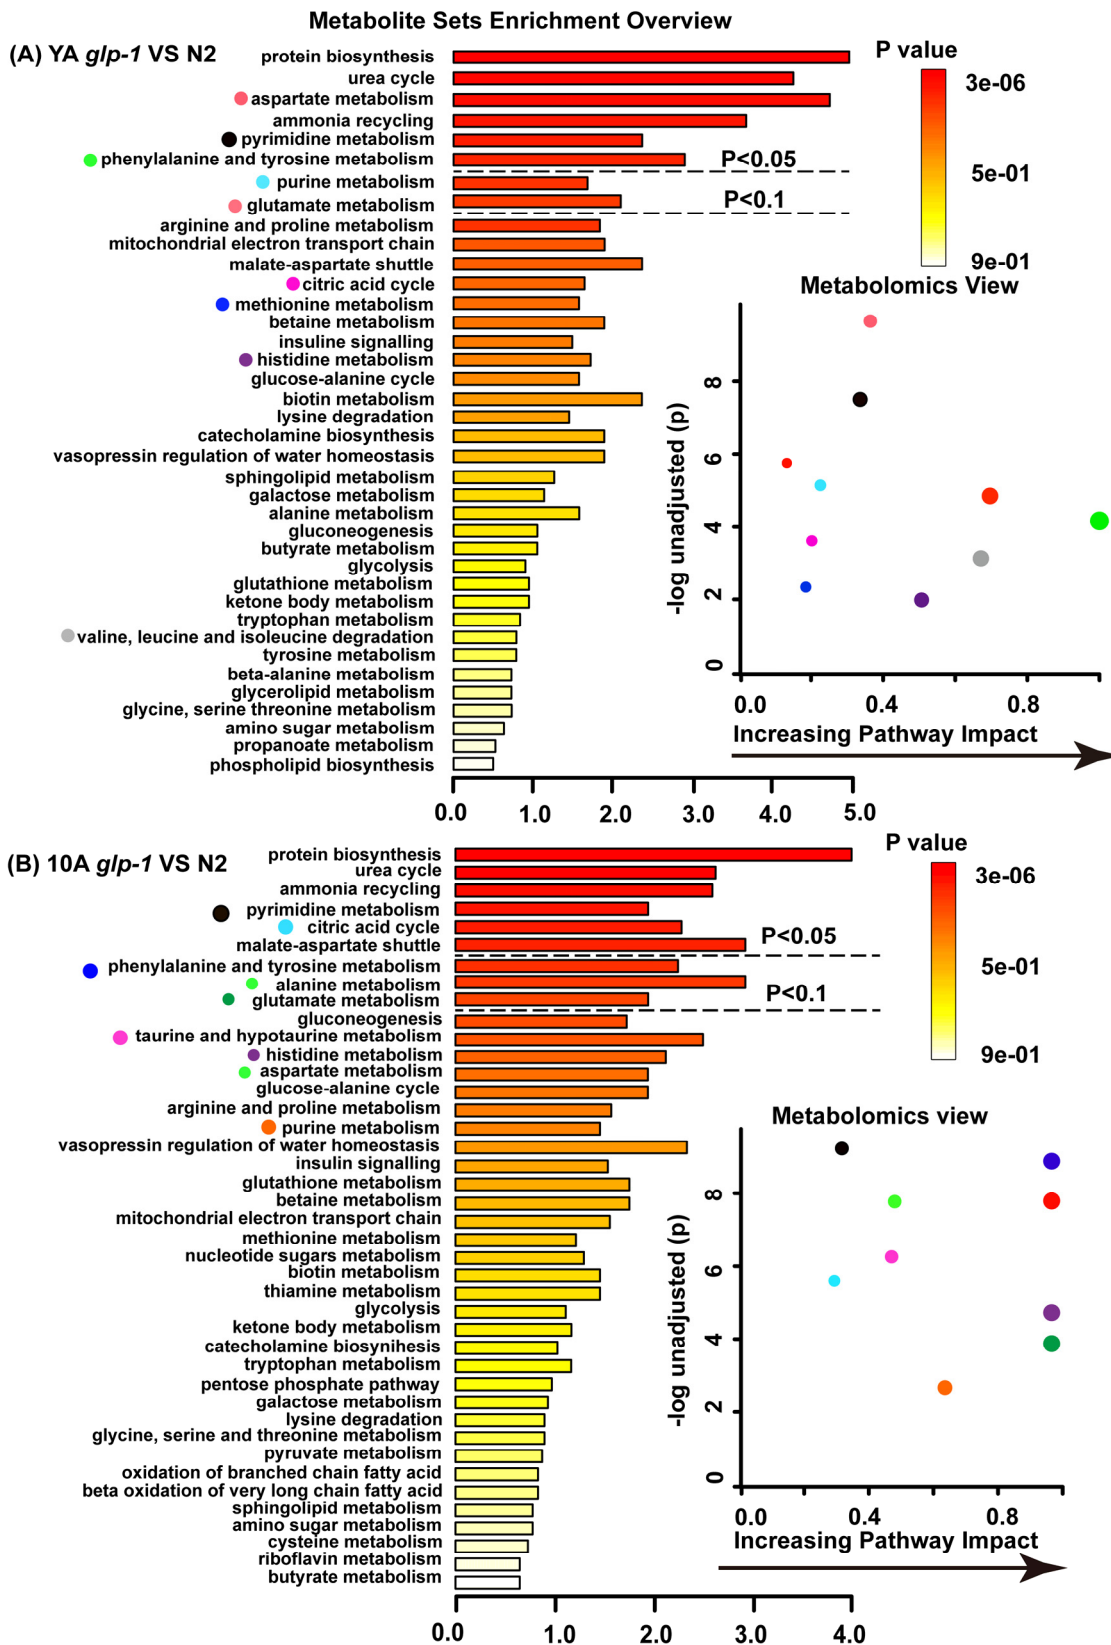 Metabolite Sets Enrichment Overview
(A) YA glp-1 VS N2
protein biosynthesis
urea cycle
aspartate metabolism
ammonia recycling
pyrimidine metabolism
phenylalanine and tyrosine metabolism
P<0.05
purine metabolism
glutamate metabolism
P<0.1
arginine and proline metabolism
mitochondrial electron transport chain
malate-aspartate shuttle
citric acid cycle
methionine metabolism
betaine metabolism
insuline signalling
histidine metabolism
glucose-alanine cycle
biotin metabolism
lysine degradation
catecholamine biosynthesis
vasopressin regulation of water homeostasis
sphingolipid metabolism
galactose metabolism
alanine metabolism
gluconeogenesis
butyrate metabolism
glycolysis
glutathione metabolism
ketone body metabolism
tryptophan metabolism
valine, leucine and isoleucine degradation
tyrosine metabolism
beta-alanine metabolism
glycerolipid metabolism
glycine, serine threonine metabolism
amino sugar metabolism
propanoate metabolism
phospholipid biosynthesis
0.0 1.0 2.0 3.0 4.0 5.0
P value
3e-06
5e-01
9e-01
Metabolomics View
-log unadjusted (p)
8
6
4
2
0
0.0 0.4 0.8
Increasing Pathway Impact
(B) 10A glp-1 VS N2
protein biosynthesis
urea cycle
ammonia recycling
pyrimidine metabolism
citric acid cycle
malate-aspartate shuttle
P<0.05
phenylalanine and tyrosine metabolism
alanine metabolism
glutamate metabolism
P<0.1
gluconeogenesis
taurine and hypotaurine metabolism
histidine metabolism
aspartate metabolism
glucose-alanine cycle
arginine and proline metabolism
purine metabolism
vasopressin regulation of water homeostasis
insulin signalling
glutathione metabolism
betaine metabolism
mitochondrial electron transport chain
methionine metabolism
nucleotide sugars metabolism
biotin metabolism
thiamine metabolism
glycolysis
ketone body metabolism
catecholamine biosynihesis
tryptophan metabolism
pentose phosphate pathway
galactose metabolism
lysine degradation
glycine, serine and threonine metabolism
pyruvate metabolism
oxidation of branched chain fatty acid
beta oxidation of very long chain fatty acid
sphingolipid metabolism
amino sugar metabolism
cysteine metabolism
riboflavin metabolism
butyrate metabolism
0.0 1.0 2.0 3.0 4.0
P value
3e-06
5e-01
9e-01
Metabolomics view
-log unadjusted (p)
8
6
4
2
0
0.0 0.4 0.8
Increasing Pathway Impact